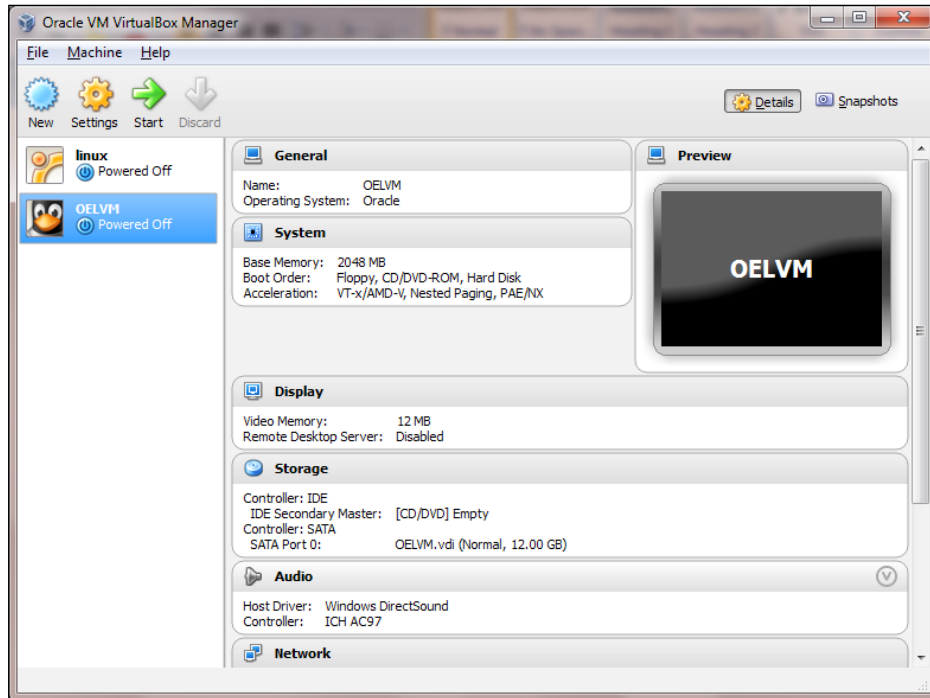 Oracle VM VirtualBox Manager
File Machine Help
New Settings Start Discard
Details Snapshots
linux
Powered Off
OELVM
Powered Off
General
Name: OELVM
Operating System: Oracle
System
Base Memory: 2048 MB
Boot Order: Floppy, CD/DVD-ROM, Hard Disk
Acceleration: VT-x/AMD-V, Nested Paging, PAE/NX
Preview
OELVM
Display
Video Memory: 12 MB
Remote Desktop Server: Disabled
Storage
Controller: IDE
IDE Secondary Master: [CD/DVD] Empty
Controller: SATA
SATA Port 0: OELVM.vdi (Normal, 12.00 GB)
Audio
Host Driver: Windows DirectSound
Controller: ICH AC97
Network